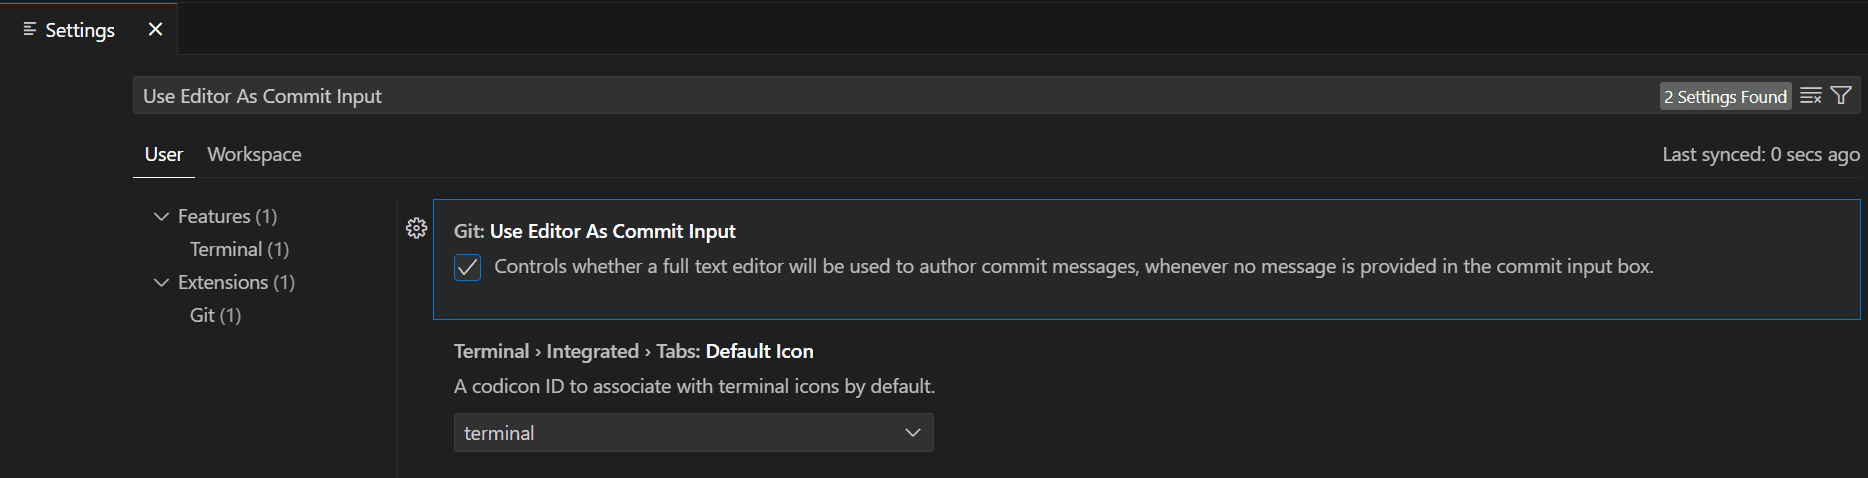 Settings
Use Editor As Commit Input
2 Settings Found
User Workspace
Last synced: 0 secs ago
Features (1)
Terminal (1)
Extensions (1)
Git (1)
Git: Use Editor As Commit Input
Controls whether a full text editor will be used to author commit messages, whenever no message is provided in the commit input box.
Terminal › Integrated › Tabs: Default Icon
A codicon ID to associate with terminal icons by default.
terminal